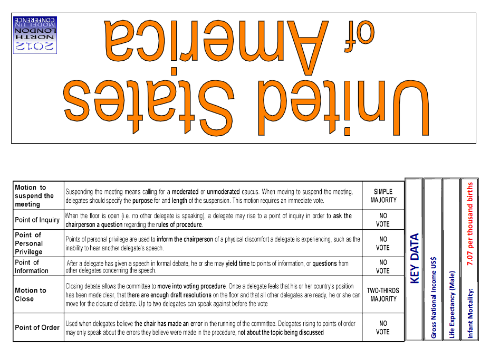 United States
of America
NORTH
LONDON
MODEL UN
CONFERENCE
2012
Motion to suspend the meeting
Suspending the meeting means calling for a moderated or unmoderated caucus. When moving to suspend the meeting,
delegates should specify the purpose for and length of the suspension. This motion requires an immediate vote.
SIMPLE
MAJORITY
Point of Inquiry
When the floor is open (i.e. no other delegate is speaking), a delegate may rise to a point of inquiry in order to ask the
chairperson a question regarding the rules of procedure.
NO
VOTE
Point of
Personal
Privilege
Points of personal privilege are used to inform the chairperson of a physical discomfort a delegate is experiencing, such as the
inability to hear another delegate's speech.
NO
VOTE
Point of
Information
After a delegate has given a speech in formal debate, he or she may yield time to points of information, or questions from
other delegates concerning the speech.
NO
VOTE
Motion to
Close
Closing debate allows the committee to move into voting procedure. Once a delegate feels that his or her country's position
has been made clear, that there are enough draft resolutions on the floor and that all other delegates are ready, he or she can
move for the closure of debate. Up to two delegates can speak against before the vote
TWO-THIRDS
MAJORITY
Point of Order
Used when delegates believe the chair has made an error in the running of the committee. Delegates rising to points of order
may only speak about the errors they believe were made in the procedure, not about the topic being discussed
NO
VOTE
KEY DATA
Gross National Income US$
Life Expectancy (Male)
Infant Mortality: 7.07 per thousand births